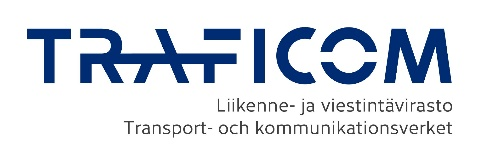 TRAFICOM
Liikenne- ja viestintävirasto
Transport- och kommunikationsverket